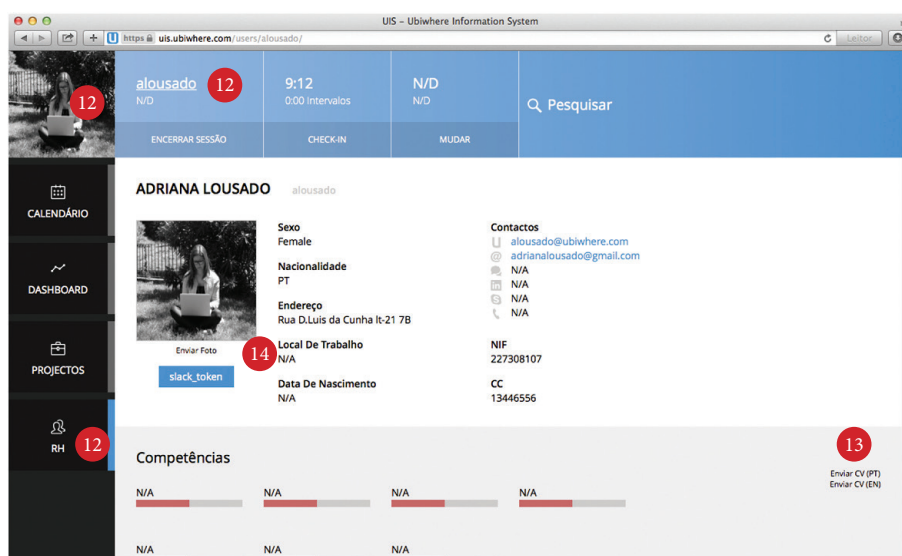 UIS – Ubiwhere Information System
https uis.ubiwhere.com/users/alousado/
Leitor
12
alousado
12
N/D
9:12
0:00 Intervalos
N/D
N/D
Pesquisar
ENCERRAR SESSÃO
CHECK-IN
MUDAR
CALENDÁRIO
DASHBOARD
PROJECTOS
RH
12
ADRIANA LOUSADO alousado
Enviar Foto
14
slack_token
Sexo
Female
Nacionalidade
PT
Endereço
Rua D.Luis da Cunha lt-21 7B
Local De Trabalho
N/A
Data De Nascimento
N/A
Contactos
alousado@ubiwhere.com
adrianalousado@gmail.com
N/A
N/A
N/A
N/A
NIF
227308107
CC
13446556
Competências
13
Enviar CV (PT)
Enviar CV (EN)
N/A N/A N/A N/A
N/A N/A N/A